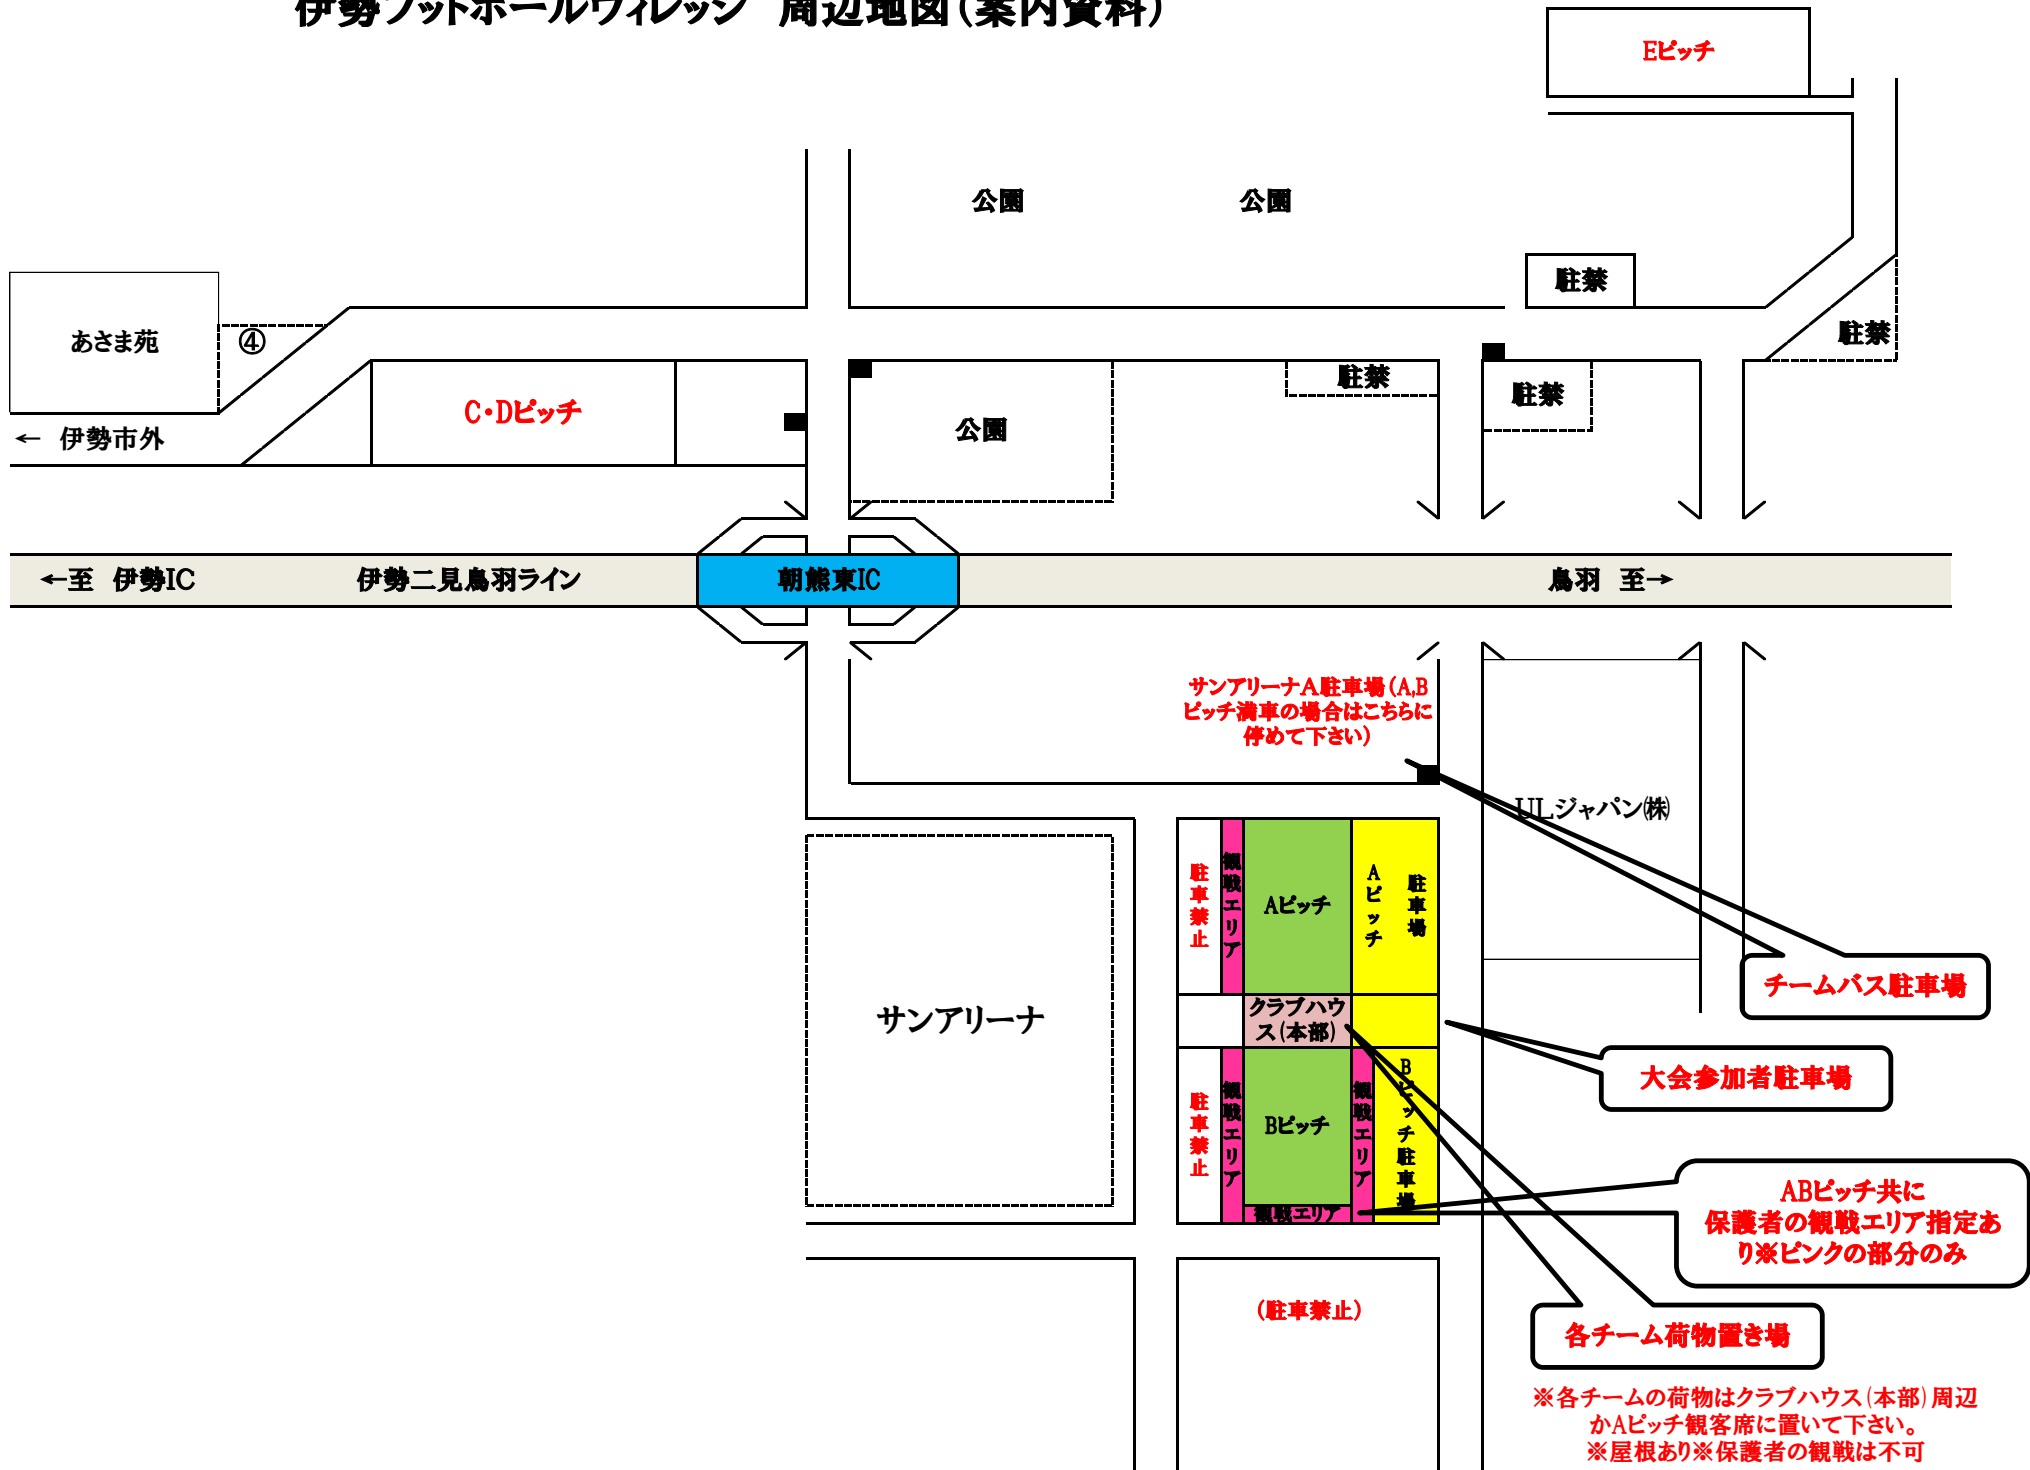 伊勢フットボールヴィレッジ　周辺地図(案内資料)
Eピッチ
公園
公園
駐禁
あさま苑
④
駐禁
駐禁
駐禁
C・Dピッチ
公園
← 伊勢市外
←至　伊勢IC
伊勢二見鳥羽ライン
朝熊東IC
鳥羽　至→
サンアリーナA駐車場(A,B
ピッチ満車の場合はこちらに
停めて下さい)
ULジャパン㈱
駐車禁止
観戦エリア
Aピッチ
Aピッチ
駐車場
チームバス駐車場
サンアリーナ
クラブハウ
ス(本部)
大会参加者駐車場
駐車禁止
観戦エリア
Bピッチ
観戦エリア
Bピッチ駐車場
観戦エリア
ABピッチ共に
保護者の観戦エリア指定あ
り※ピンクの部分のみ
(駐車禁止)
各チーム荷物置き場
※各チームの荷物はクラブハウス(本部)周辺
かAピッチ観客席に置いて下さい。
※屋根あり※保護者の観戦は不可